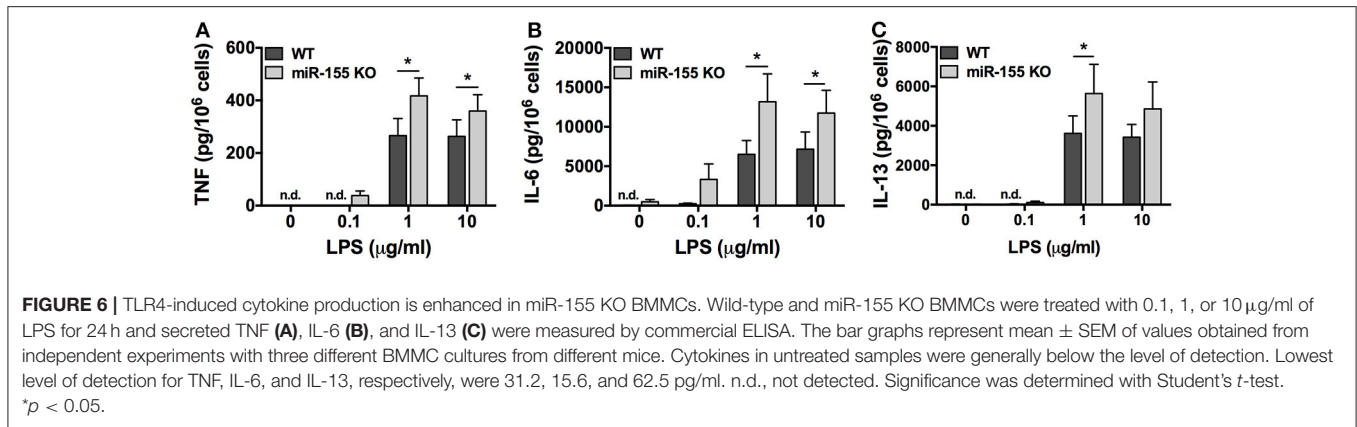 A
TNF (pg/10⁶ cells)
600
400
200
0
WT
miR-155 KO
*
*
n.d.
n.d.
0
0.1
1
10
LPS (μg/ml)
B
IL-6 (pg/10⁶ cells)
20000
15000
10000
5000
0
WT
miR-155 KO
*
*
n.d.
0
0.1
1
10
LPS (μg/ml)
C
IL-13 (pg/10⁶ cells)
8000
6000
4000
2000
0
WT
miR-155 KO
*
n.d.
n.d.
0
0.1
1
10
LPS (μg/ml)
FIGURE 6 | TLR4-induced cytokine production is enhanced in miR-155 KO BMMCs. Wild-type and miR-155 KO BMMCs were treated with 0.1, 1, or 10 μg/ml of
LPS for 24 h and secreted TNF (A), IL-6 (B), and IL-13 (C) were measured by commercial ELISA. The bar graphs represent mean ± SEM of values obtained from
independent experiments with three different BMMC cultures from different mice. Cytokines in untreated samples were generally below the level of detection. Lowest
level of detection for TNF, IL-6, and IL-13, respectively, were 31.2, 15.6, and 62.5 pg/ml. n.d., not detected. Significance was determined with Student's t-test.
*p < 0.05.